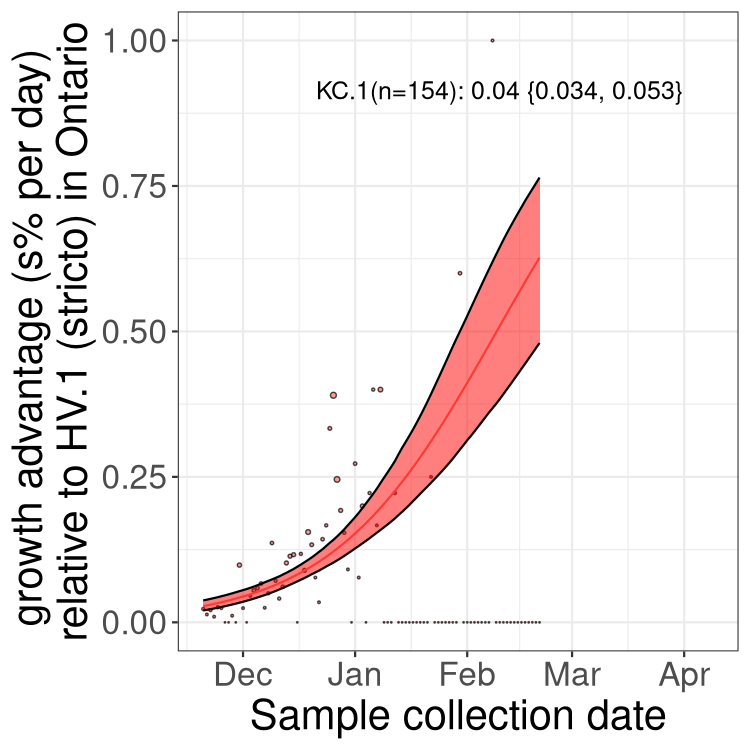 growth advantage (s% per day)
relative to HV.1 (stricto) in Ontario
1.00
0.75
0.50
0.25
0.00
KC.1(n=154): 0.04 {0.034, 0.053}
Dec Jan Feb Mar Apr
Sample collection date